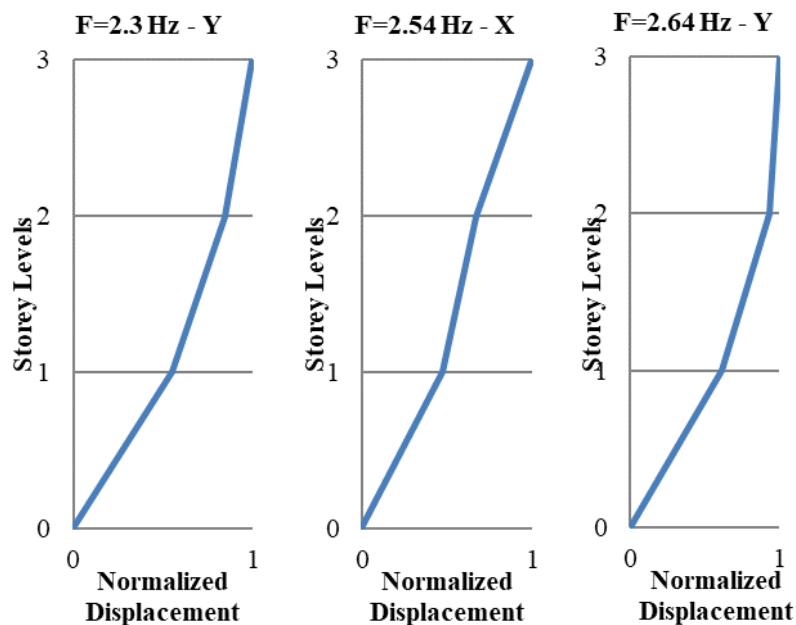 F=2.3 Hz - Y
3
2
1
0
Storey Levels
0
1
Normalized
Displacement
F=2.54 Hz - X
3
2
1
0
Storey Levels
0
1
Normalized
Displacement
F=2.64 Hz - Y
3
2
1
0
Storey Levels
0
1
Normalized
Displacement